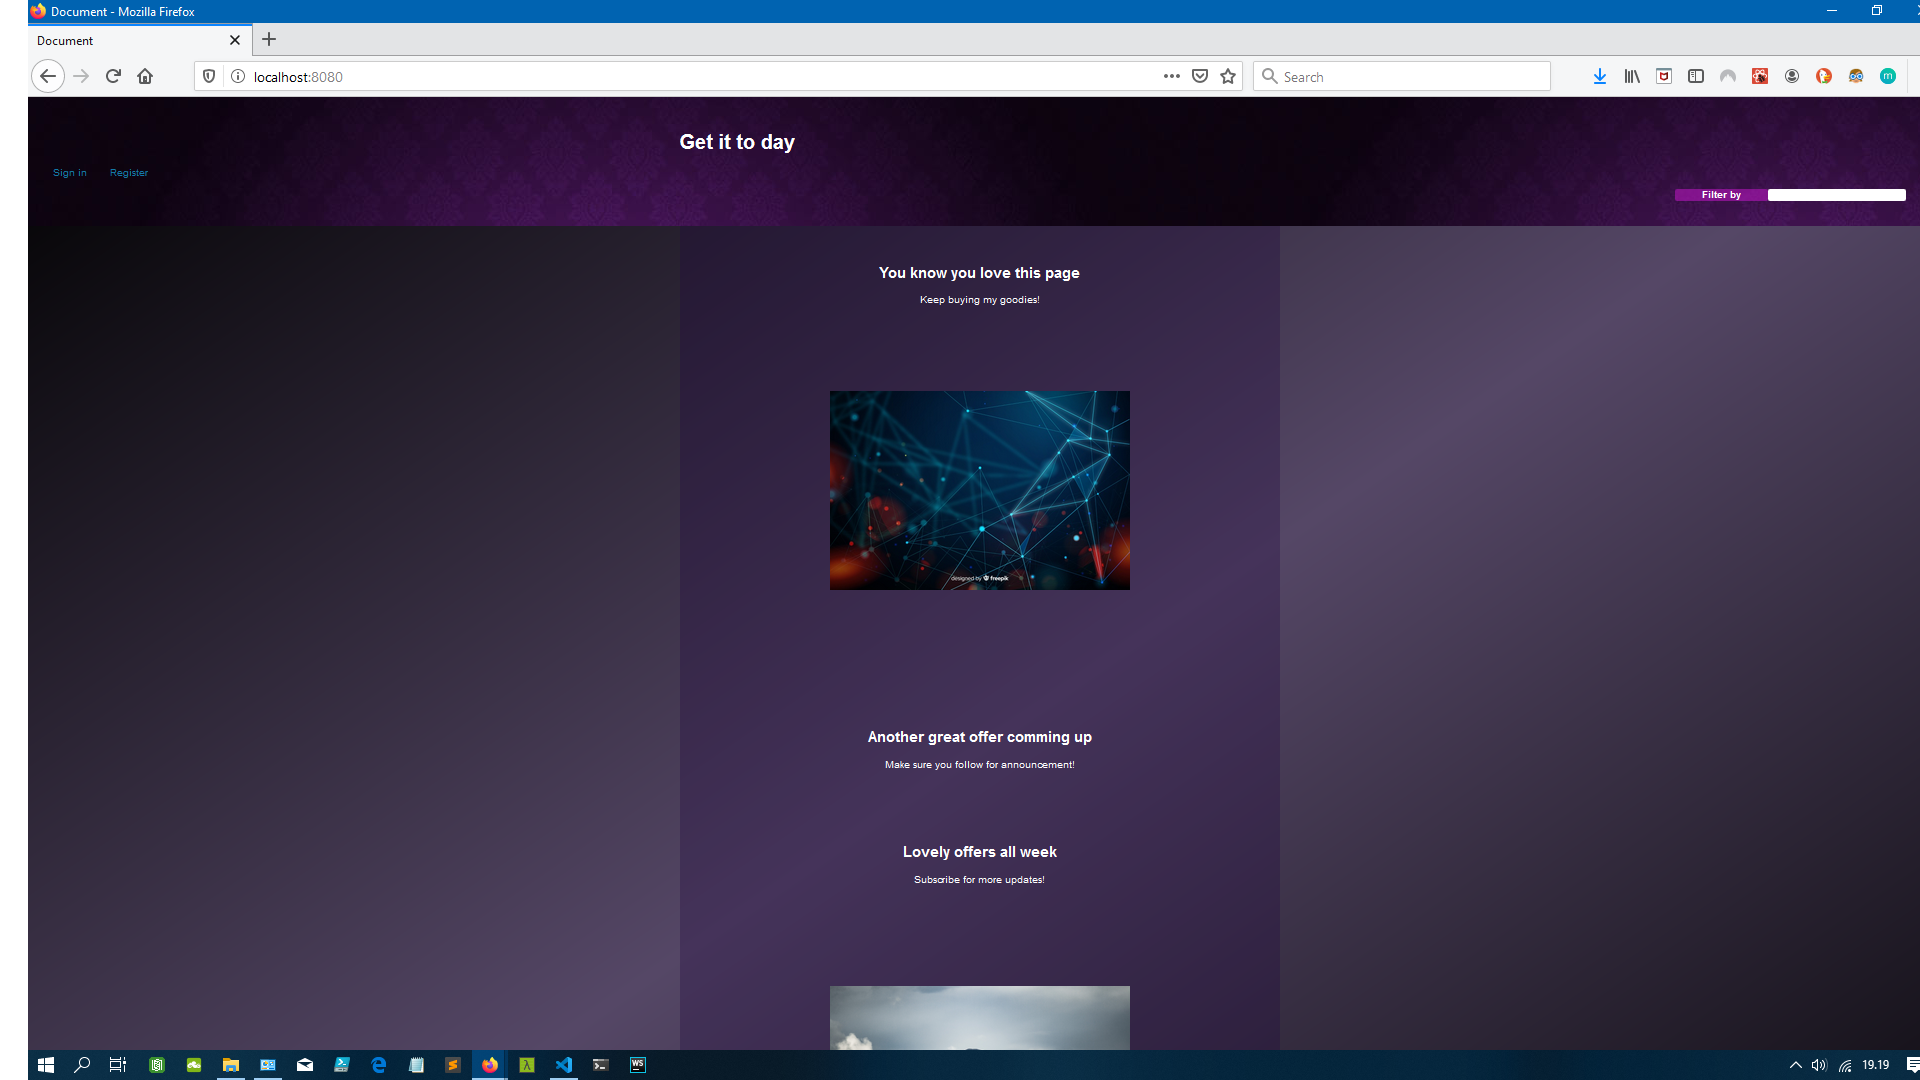 Document - Mozilla Firefox
Document
localhost:8080
Search
Get it to day
Sign in Register
Filter by
You know you love this page
Keep buying my goodies!
designed by freepik
Another great offer comming up
Make sure you follow for announcement!
Lovely offers all week
Subscribe for more updates!
WS
19.19